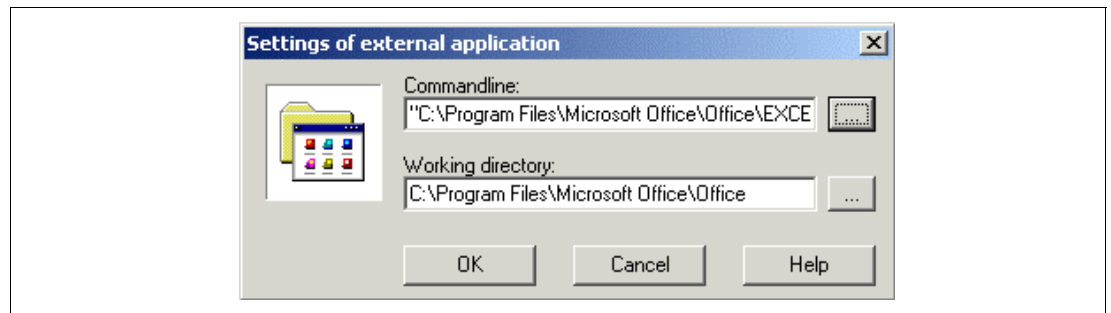 Settings of external application
Commandline:
"C:\Program Files\Microsoft Office\Office\EXCE
...
Working directory:
C:\Program Files\Microsoft Office\Office
...
OK Cancel Help